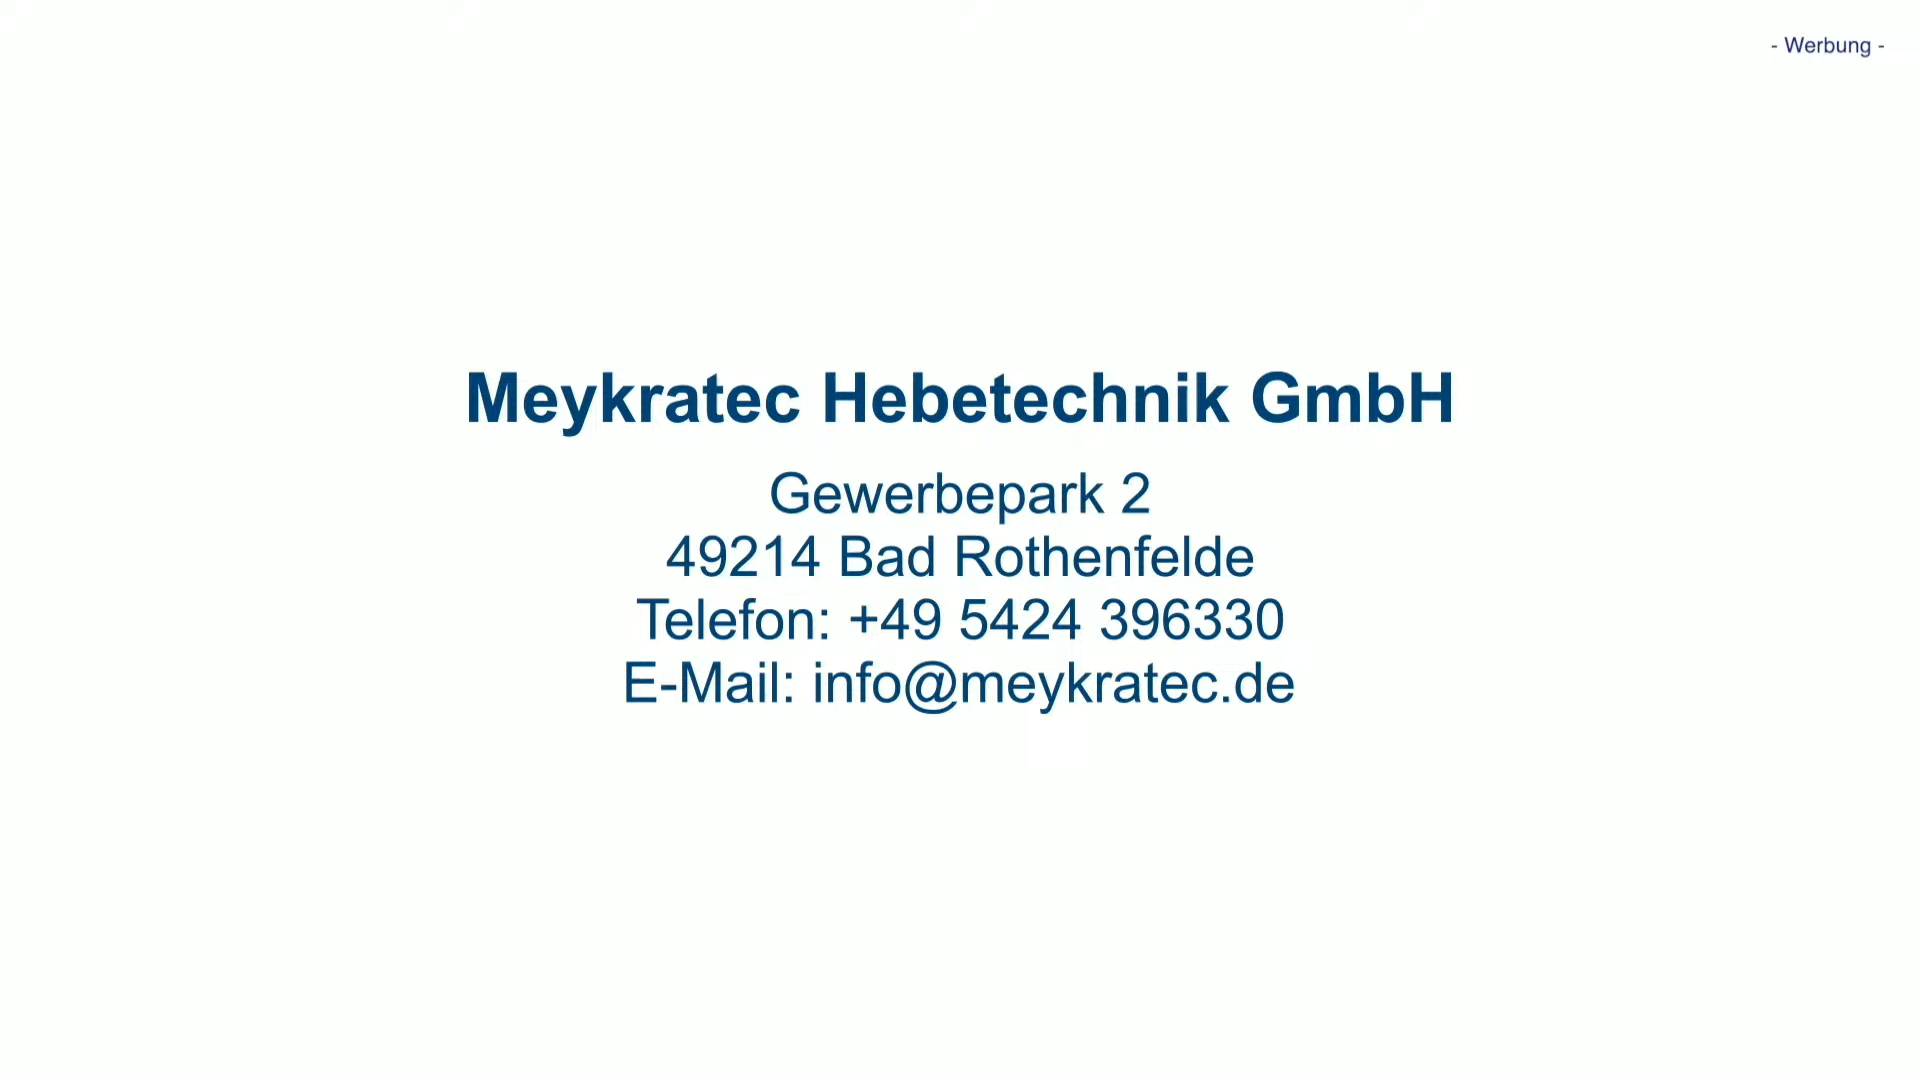 - Werbung -
Meykratec Hebetechnik GmbH
Gewerbepark 2
49214 Bad Rothenfelde
Telefon: +49 5424 396330
E-Mail: info@meykratec.de